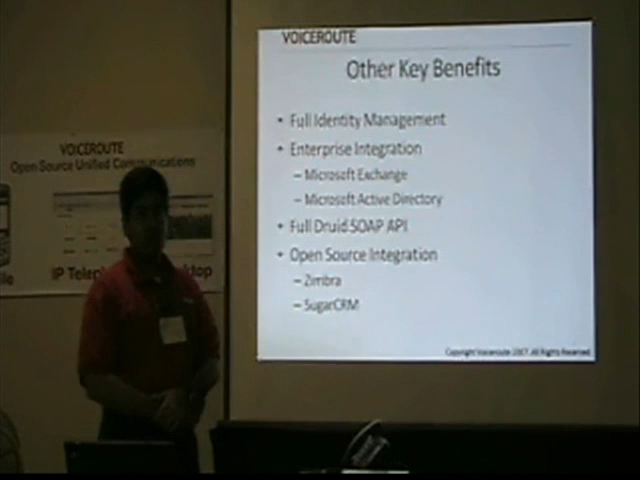 VOICEROUTE
Other Key Benefits
• Full Identity Management
• Enterprise Integration
– Microsoft Exchange
– Microsoft Active Directory
• Full Druid SOAP API
• Open Source Integration
– Zimbra
– SugarCRM
Copyright Voiceroute 2007. All Rights Reserved.
VOICEROUTE
Open Source Unified Communications
IP Telep